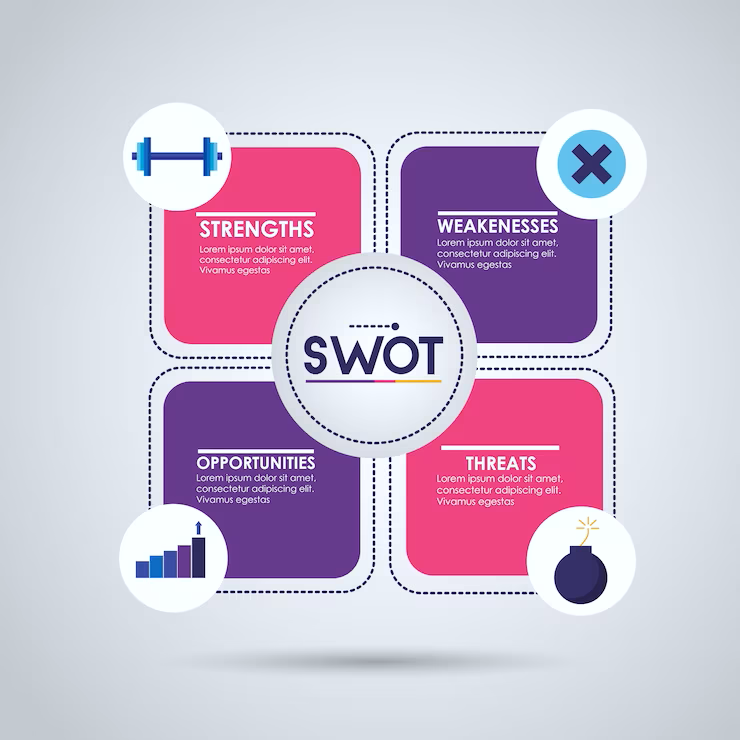 STRENGTHS
Lorem ipsum dolor sit amet,
consectetur adipiscing elit.
Vivamus egestas
WEAKENESSES
Lorem ipsum dolor sit amet,
consectetur adipiscing elit.
Vivamus egestas
SWOT
OPPORTUNITIES
Lorem ipsum dolor sit amet,
consectetur adipiscing elit.
Vivamus egestas
THREATS
Lorem ipsum dolor sit amet,
consectetur adipiscing elit.
Vivamus egestas